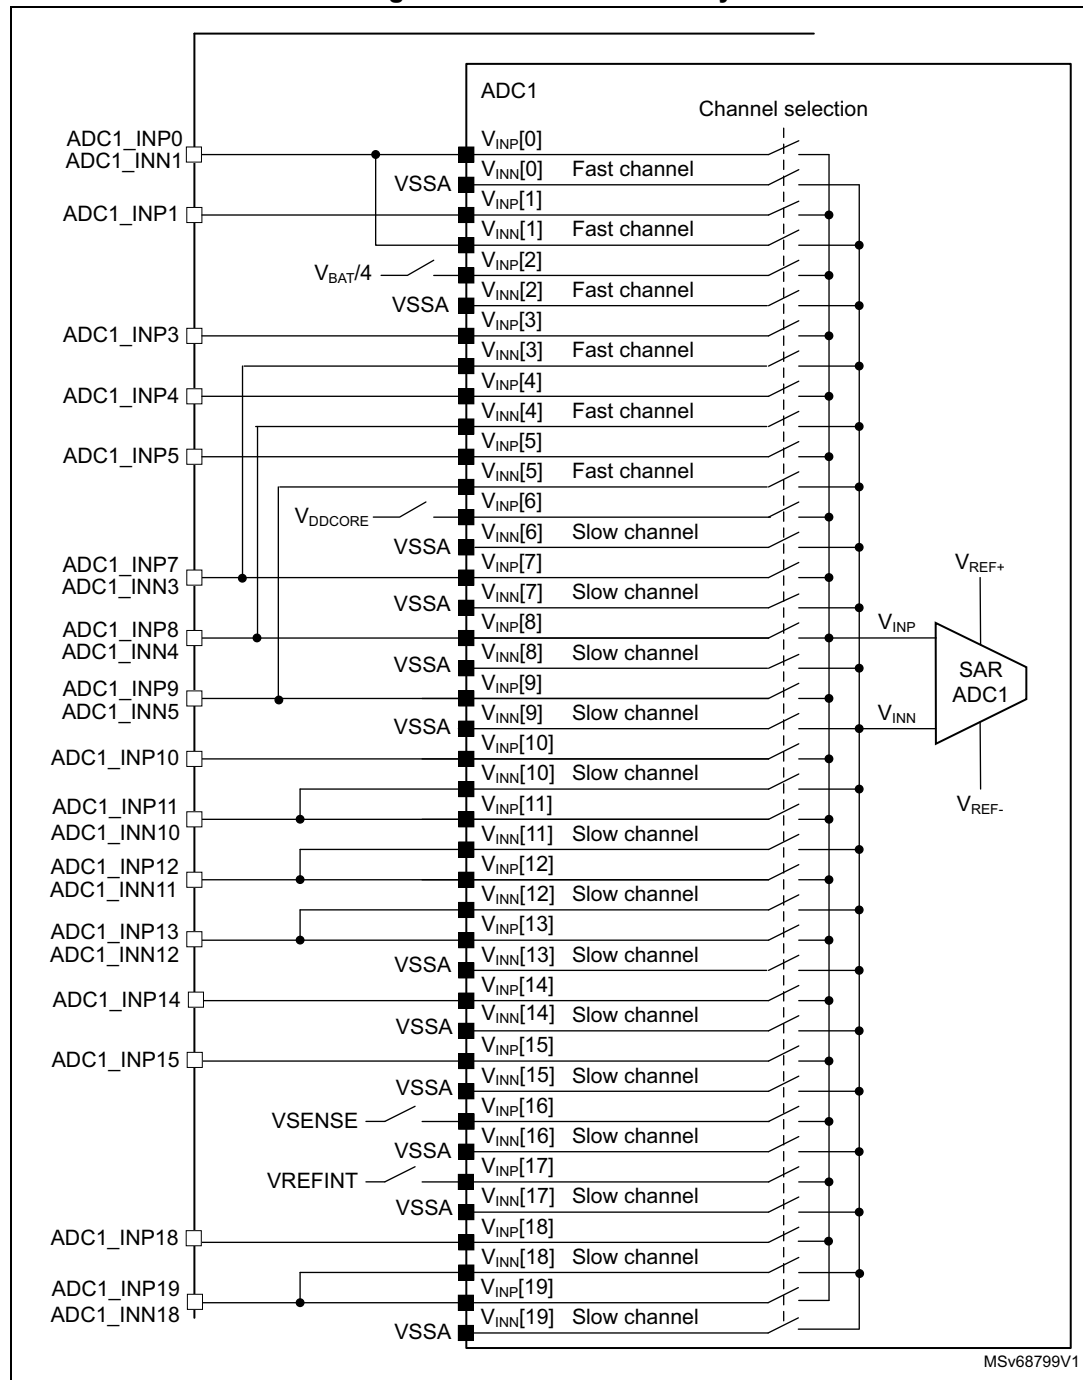 ADC1
Channel selection
ADC1_INP0
ADC1_INN1
VINP[0]
VSSA
VINN[0] Fast channel
ADC1_INP1
VINP[1]
VINN[1] Fast channel
VBAT/4
VINP[2]
VSSA
VINN[2] Fast channel
ADC1_INP3
VINP[3]
VINN[3] Fast channel
ADC1_INP4
VINP[4]
VINN[4] Fast channel
ADC1_INP5
VINP[5]
VINN[5] Fast channel
VDDCORE
VINP[6]
VSSA
VINN[6] Slow channel
ADC1_INP7
ADC1_INN3
VINP[7]
VSSA
VINN[7] Slow channel
ADC1_INP8
ADC1_INN4
VINP[8]
VSSA
VINN[8] Slow channel
ADC1_INP9
ADC1_INN5
VINP[9]
VSSA
VINN[9] Slow channel
VREF+
VINP
SAR
ADC1
VINN
VREF-
ADC1_INP10
VINP[10]
VINN[10] Slow channel
ADC1_INP11
ADC1_INN10
VINP[11]
VINN[11] Slow channel
ADC1_INP12
ADC1_INN11
VINP[12]
VINN[12] Slow channel
ADC1_INP13
ADC1_INN12
VINP[13]
VSSA
VINN[13] Slow channel
ADC1_INP14
VINP[14]
VSSA
VINN[14] Slow channel
ADC1_INP15
VINP[15]
VSSA
VINN[15] Slow channel
VSENSE
VINP[16]
VSSA
VINN[16] Slow channel
VREFINT
VINP[17]
VSSA
VINN[17] Slow channel
ADC1_INP18
VINP[18]
VINN[18] Slow channel
ADC1_INP19
ADC1_INN18
VINP[19]
VSSA
VINN[19] Slow channel
MSv68799V1